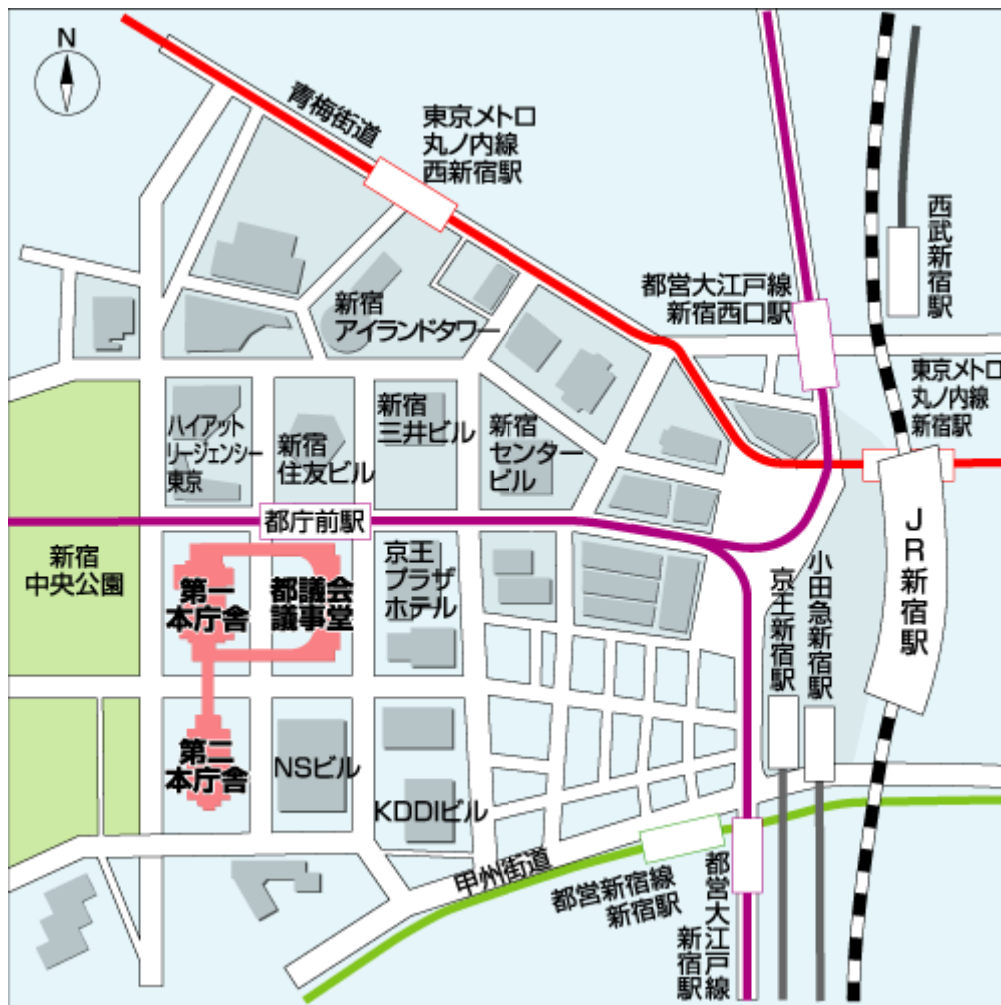 N
青梅街道
東京メトロ
丸ノ内線
西新宿駅
西武新宿駅
都営大江戸線
新宿西口駅
新宿
アイランドタワー
東京メトロ
丸ノ内線
新宿駅
ハイアット
リージェンシー
東京
新宿
住友ビル
新宿
三井ビル
新宿
センター
ビル
都庁前駅
JR新宿駅
新宿
中央公園
第一
本庁舎
都議会
議事堂
京王
プラザ
ホテル
京王新宿駅
小田急新宿駅
第二
本庁舎
NSビル
KDDIビル
甲州街道
都営新宿線
新宿駅
都営大江戸線
新宿駅